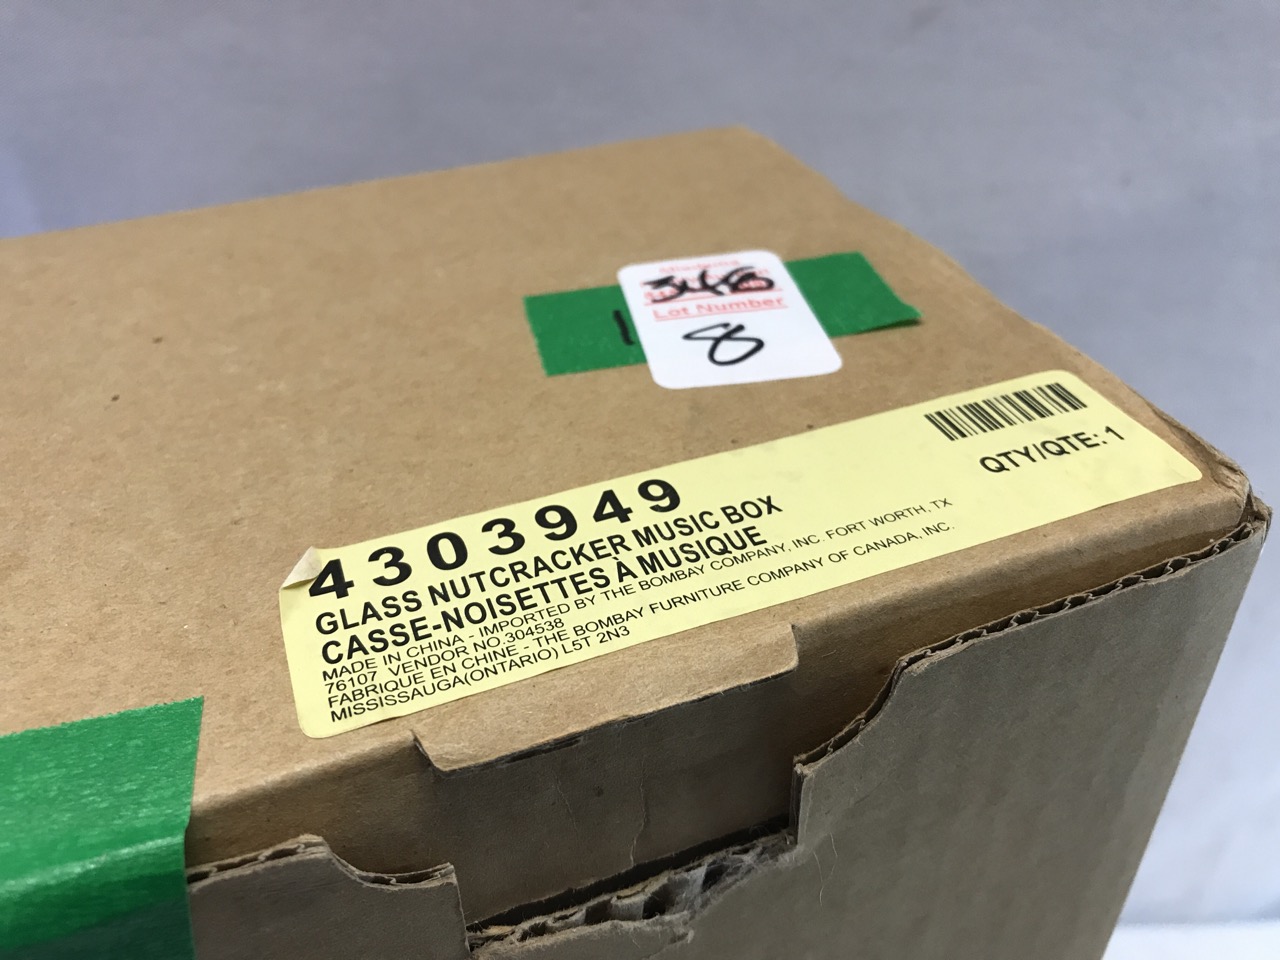 Lot Number
8
4303949
QTY/QTE:.1
GLASS NUTCRACKER MUSIC BOX
CASSE-NOISETTES À MUSIQUE
MADE IN CHINA - IMPORTED BY THE BOMBAY COMPANY, INC. FORT WORTH, TX
76107 VENDOR NO.304538
FABRIQUE EN CHINE - THE BOMBAY FURNITURE COMPANY OF CANADA, INC.
MISSISSAUGA(ONTARIO) L5T 2N3